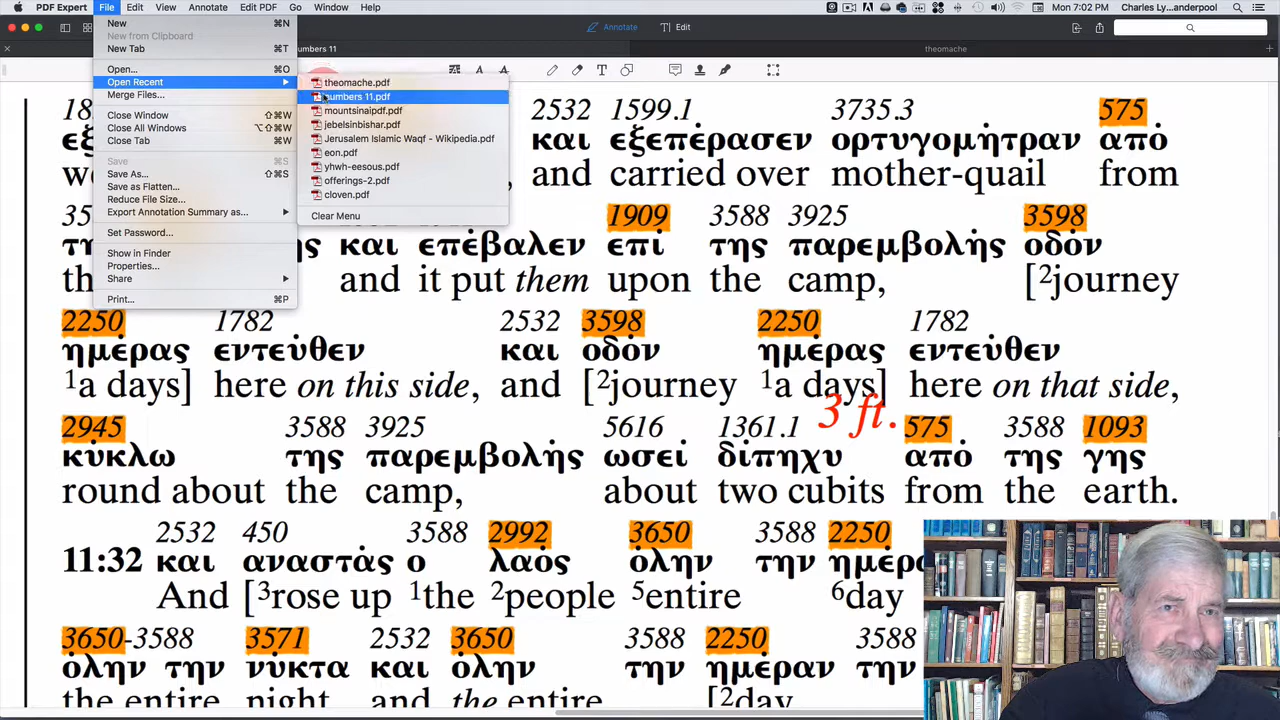 PDF Expert File Edit View Annotate Edit PDF Go Window Help Mon 7:02 PM Charles Ly...anderpool
Annotate Edit
umbers 11 theomache
New ⌘N
New from Clipboard
New Tab ⌘T
Open... ⌘O
Open Recent
Merge Files...
Close Window ⇧⌘W
Close All Windows ⌥⇧⌘W
Close Tab ⌘W
Save ⌘S
Save As... ⇧⌘S
Save as Flatten...
Reduce File Size...
Export Annotation Summary as...
Set Password...
Show in Finder
Properties...
Share
Print... ⌘P
theomache.pdf
numbers 11.pdf
mountsinaipdf.pdf
jebelsinbishar.pdf
Jerusalem Islamic Waqf - Wikipedia.pdf
eon.pdf
yhwh-eesous.pdf
offerings-2.pdf
cloven.pdf
Clear Menu
2532 1599.1 3735.3 575
και εξεπέρασεν ορτυγομήτραν από
, and carried over mother-quail from
1909 3588 3925 3598
και επέβαλεν επί της παρεμβολής οδόν
and it put them upon the camp, [2journey
2250 1782 2532 3598 2250 1782
ημέρας εντεύθεν και οδόν ημέρας εντεύθεν
1a days] here on this side, and [2journey 1a days] here on that side,
3 ft.
2945 3588 3925 5616 1361.1 575 3588 1093
κύκλω της παρεμβολής ωσεί δίπηχυ από της γης
round about the camp, about two cubits from the earth.
2532 450 3588 2992 3650 3588 2250
11:32 και αναστάς ο λαός όλην την
And [3rose up 1the 2people 5entire 6day
3650-3588 3571 2532 3650 3588 2250 3588
όλην την νύκτα και όλην την ημέραν την
the entire night, and the entire [2day